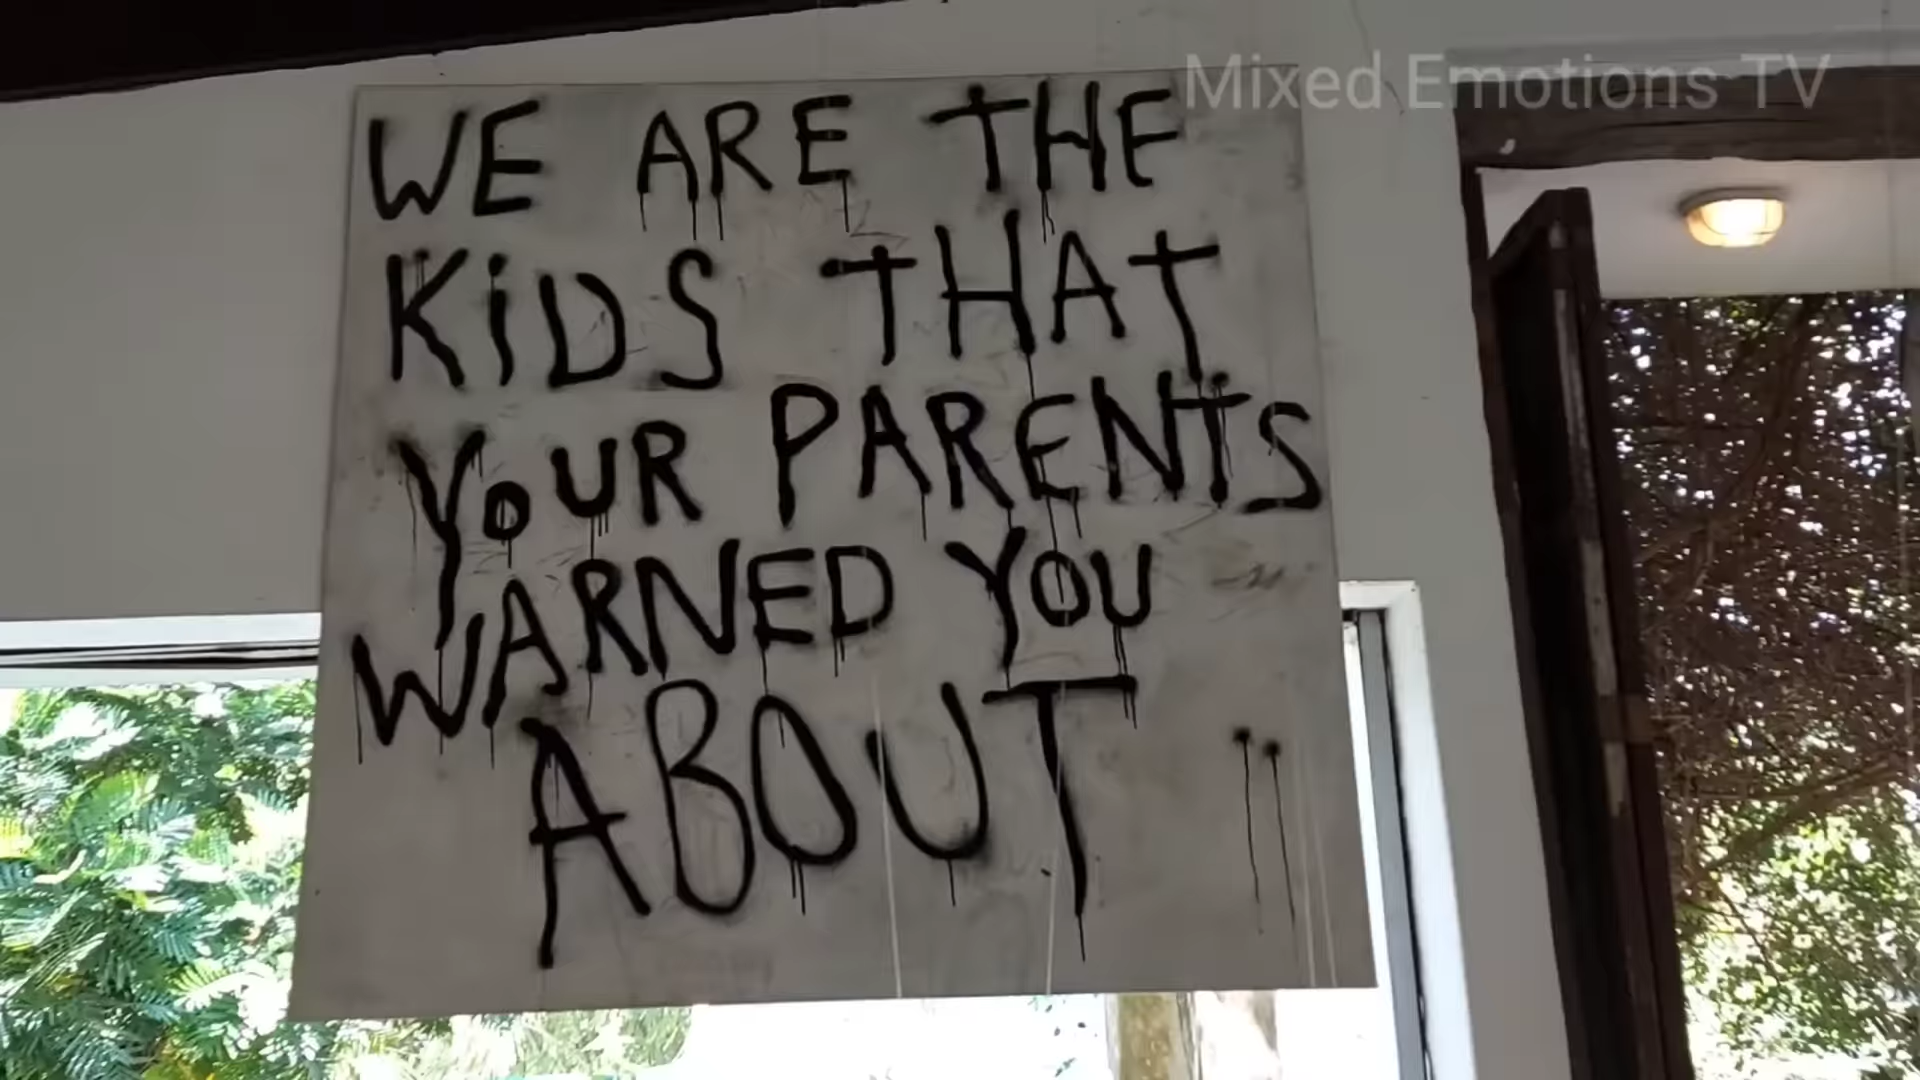 Mixed Emotions TV
WE ARE THE
KiDS THAT
YoUR PARENTS
WARNED YOU
ABOUT ..